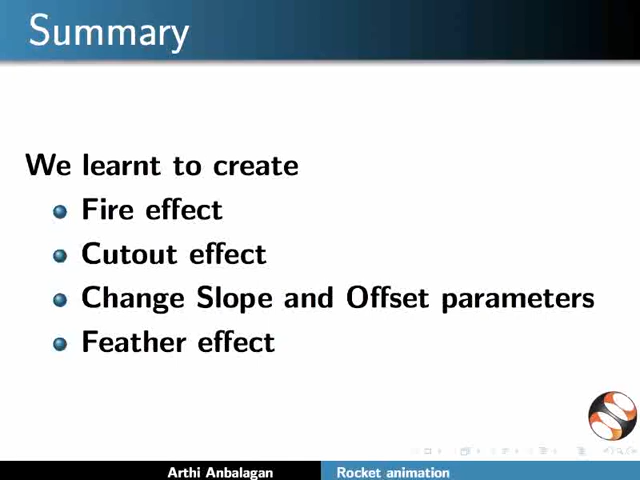 Summary
We learnt to create
Fire effect
Cutout effect
Change Slope and Offset parameters
Feather effect
Arthi Anbalagan
Rocket animation